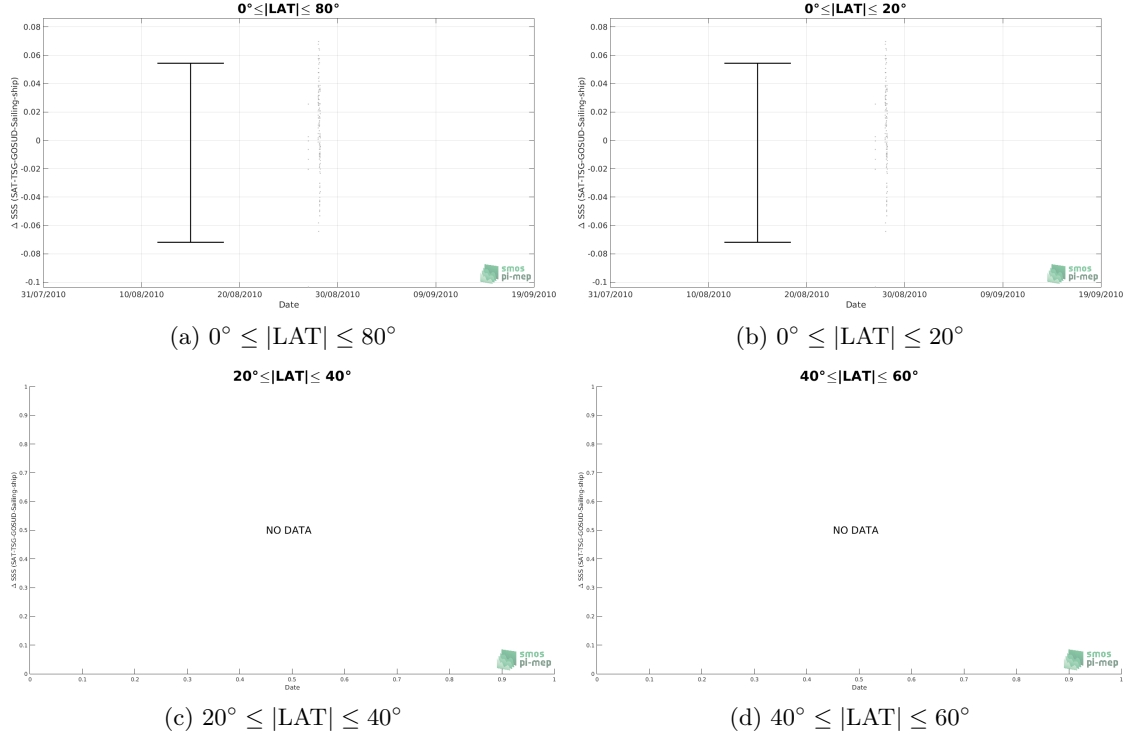 0°≤|LAT|≤ 80°
Δ SSS (SAT-TSG-GOSUD-Sailing-ship)
0.08
0.06
0.04
0.02
0
-0.02
-0.04
-0.06
-0.08
-0.1
31/07/2010 10/08/2010 20/08/2010 30/08/2010 09/09/2010 19/09/2010
Date
smos
pi-mep
(a) 0° ≤ |LAT| ≤ 80°
0°≤|LAT|≤ 20°
Δ SSS (SAT-TSG-GOSUD-Sailing-ship)
0.08
0.06
0.04
0.02
0
-0.02
-0.04
-0.06
-0.08
-0.1
31/07/2010 10/08/2010 20/08/2010 30/08/2010 09/09/2010 19/09/2010
Date
smos
pi-mep
(b) 0° ≤ |LAT| ≤ 20°
20°≤|LAT|≤ 40°
Δ SSS (SAT-TSG-GOSUD-Sailing-ship)
1
0.9
0.8
0.7
0.6
0.5
0.4
0.3
0.2
0.1
0
NO DATA
0 0.1 0.2 0.3 0.4 0.5 0.6 0.7 0.8 0.9 1
Date
smos
pi-mep
(c) 20° ≤ |LAT| ≤ 40°
40°≤|LAT|≤ 60°
Δ SSS (SAT-TSG-GOSUD-Sailing-ship)
1
0.9
0.8
0.7
0.6
0.5
0.4
0.3
0.2
0.1
0
NO DATA
0 0.1 0.2 0.3 0.4 0.5 0.6 0.7 0.8 0.9 1
Date
smos
pi-mep
(d) 40° ≤ |LAT| ≤ 60°